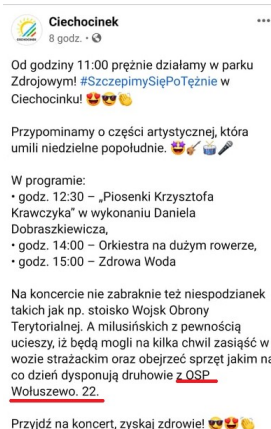 Ciechocinek
8 godz. •
Od godziny 11:00 prężnie działamy w parku
Zdrojowym! #SzczepimySięPoTężnie w
Ciechocinku! 😍😎👏
Przypominamy o części artystycznej, która
umili niedzielne popołudnie. 🤩🎸🥁🎤
W programie:
• godz. 12:30 – „Piosenki Krzysztofa
Krawczyka" w wykonaniu Daniela
Dobraszkiewicza,
• godz. 14:00 – Orkiestra na dużym rowerze,
• godz. 15:00 – Zdrowa Woda
Na koncercie nie zabraknie też niespodzianek
takich jak np. stoisko Wojsk Obrony
Terytorialnej. A milusińskich z pewnością
ucieszy, iż będą mogli na kilka chwil zasiąść w
wozie strażackim oraz obejrzeć sprzęt jakim na
co dzień dysponują druhowie z OSP
Wołuszewo. 22.
Przyjdź na koncert, zyskaj zdrowie! 😎😍👏